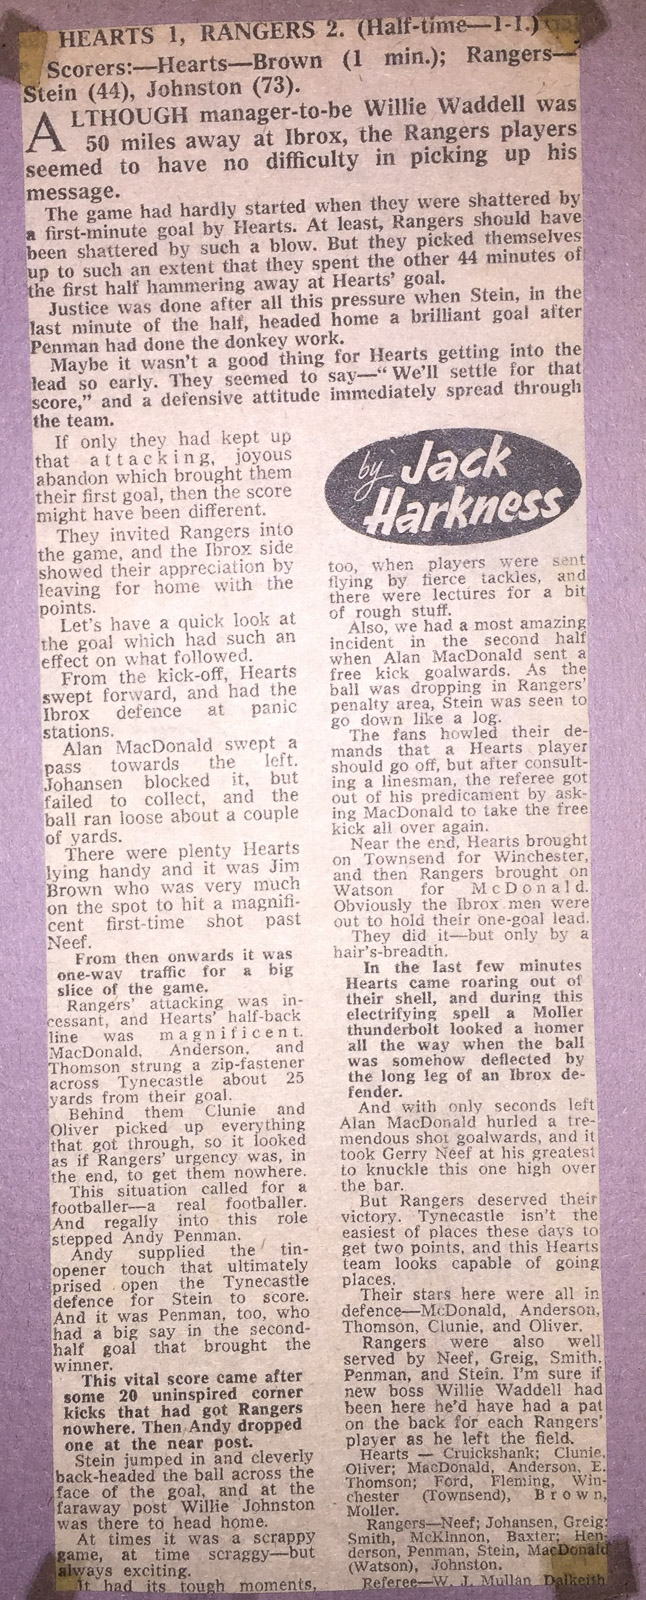 HEARTS 1, RANGERS 2. (Half-time—1-1.)
Scorers:—Hearts—Brown (1 min.); Rangers—
Stein (44), Johnston (73).
ALTHOUGH manager-to-be Willie Waddell was
50 miles away at Ibrox, the Rangers players
seemed to have no difficulty in picking up his
message.
The game had hardly started when they were shattered by
a first-minute goal by Hearts. At least, Rangers should have
been shattered by such a blow. But they picked themselves
up to such an extent that they spent the other 44 minutes of
the first half hammering away at Hearts' goal.
Justice was done after all this pressure when Stein, in the
last minute of the half, headed home a brilliant goal after
Penman had done the donkey work.
Maybe it wasn't a good thing for Hearts getting into the
lead so early. They seemed to say—“We'll settle for that
score,” and a defensive attitude immediately spread through
the team.
If only they had kept up
that attacking, joyous
abandon which brought them
their first goal, then the score
might have been different.
They invited Rangers into
the game, and the Ibrox side
showed their appreciation by
leaving for home with the
points.
Let's have a quick look at
the goal which had such an
effect on what followed.
From the kick-off, Hearts
swept forward, and had the
Ibrox defence at panic
stations.
Alan MacDonald swept a
pass towards the left.
Johansen blocked it, but
failed to collect, and the
ball ran loose about a couple
of yards.
There were plenty Hearts
lying handy and it was Jim
Brown who was very much
on the spot to hit a magnifi-
cent first-time shot past
Neef.
From then onwards it was
one-way traffic for a big
slice of the game.
Rangers' attacking was in-
cessant, and Hearts' half-back
line was magnificent.
MacDonald, Anderson, and
Thomson strung a zip-fastener
across Tynecastle about 25
yards from their goal.
Behind them Clunie and
Oliver picked up everything
that got through, so it looked
as if Rangers' urgency was, in
the end, to get them nowhere.
This situation called for a
footballer—a real footballer.
And regally into this role
stepped Andy Penman.
Andy supplied the tin-
opener touch that ultimately
prised open the Tynecastle
defence for Stein to score.
And it was Penman, too, who
had a big say in the second-
half goal that brought the
winner.
This vital score came after
some 20 uninspired corner
kicks that had got Rangers
nowhere. Then Andy dropped
one at the near post.
Stein jumped in and cleverly
back-headed the ball across the
face of the goal, and at the
faraway post Willie Johnston
was there to head home.
At times it was a scrappy
game, at time scraggy—but
always exciting.
It had its tough moments,
by Jack
Harkness
too, when players were sent
flying by fierce tackles, and
there were lectures for a bit
of rough stuff.
Also, we had a most amazing
incident in the second half
when Alan MacDonald sent a
free kick goalwards. As the
ball was dropping in Rangers'
penalty area, Stein was seen to
go down like a log.
The fans howled their de-
mands that a Hearts player
should go off, but after consult-
ing a linesman, the referee got
out of his predicament by ask-
ing MacDonald to take the free
kick all over again.
Near the end, Hearts brought
on Townsend for Winchester,
and then Rangers brought on
Watson for McDonald.
Obviously the Ibrox men were
out to hold their one-goal lead.
They did it—but only by a
hair's-breadth.
In the last few minutes
Hearts came roaring out of
their shell, and during this
electrifying spell a Moller
thunderbolt looked a homer
all the way when the ball
was somehow deflected by
the long leg of an Ibrox de-
fender.
And with only seconds left
Alan MacDonald hurled a tre-
mendous shot goalwards, and it
took Gerry Neef at his greatest
to knuckle this one high over
the bar.
But Rangers deserved their
victory. Tynecastle isn't the
easiest of places these days to
get two points, and this Hearts
team looks capable of going
places.
Their stars here were all in
defence—McDonald, Anderson,
Thomson, Clunie, and Oliver.
Rangers were also well
served by Neef, Greig, Smith,
Penman, and Stein. I'm sure if
new boss Willie Waddell had
been here he'd have had a pat
on the back for each Rangers'
player as he left the field.
Hearts — Cruickshank; Clunie,
Oliver; MacDonald, Anderson, E.
Thomson; Ford, Fleming, Win-
chester (Townsend), Brown,
Moller.
Rangers—Neef; Johansen, Greig;
Smith, McKinnon, Baxter; Hen-
derson, Penman, Stein, MacDonald
(Watson), Johnston.
Referee—W. J. Mullan Dalkeith